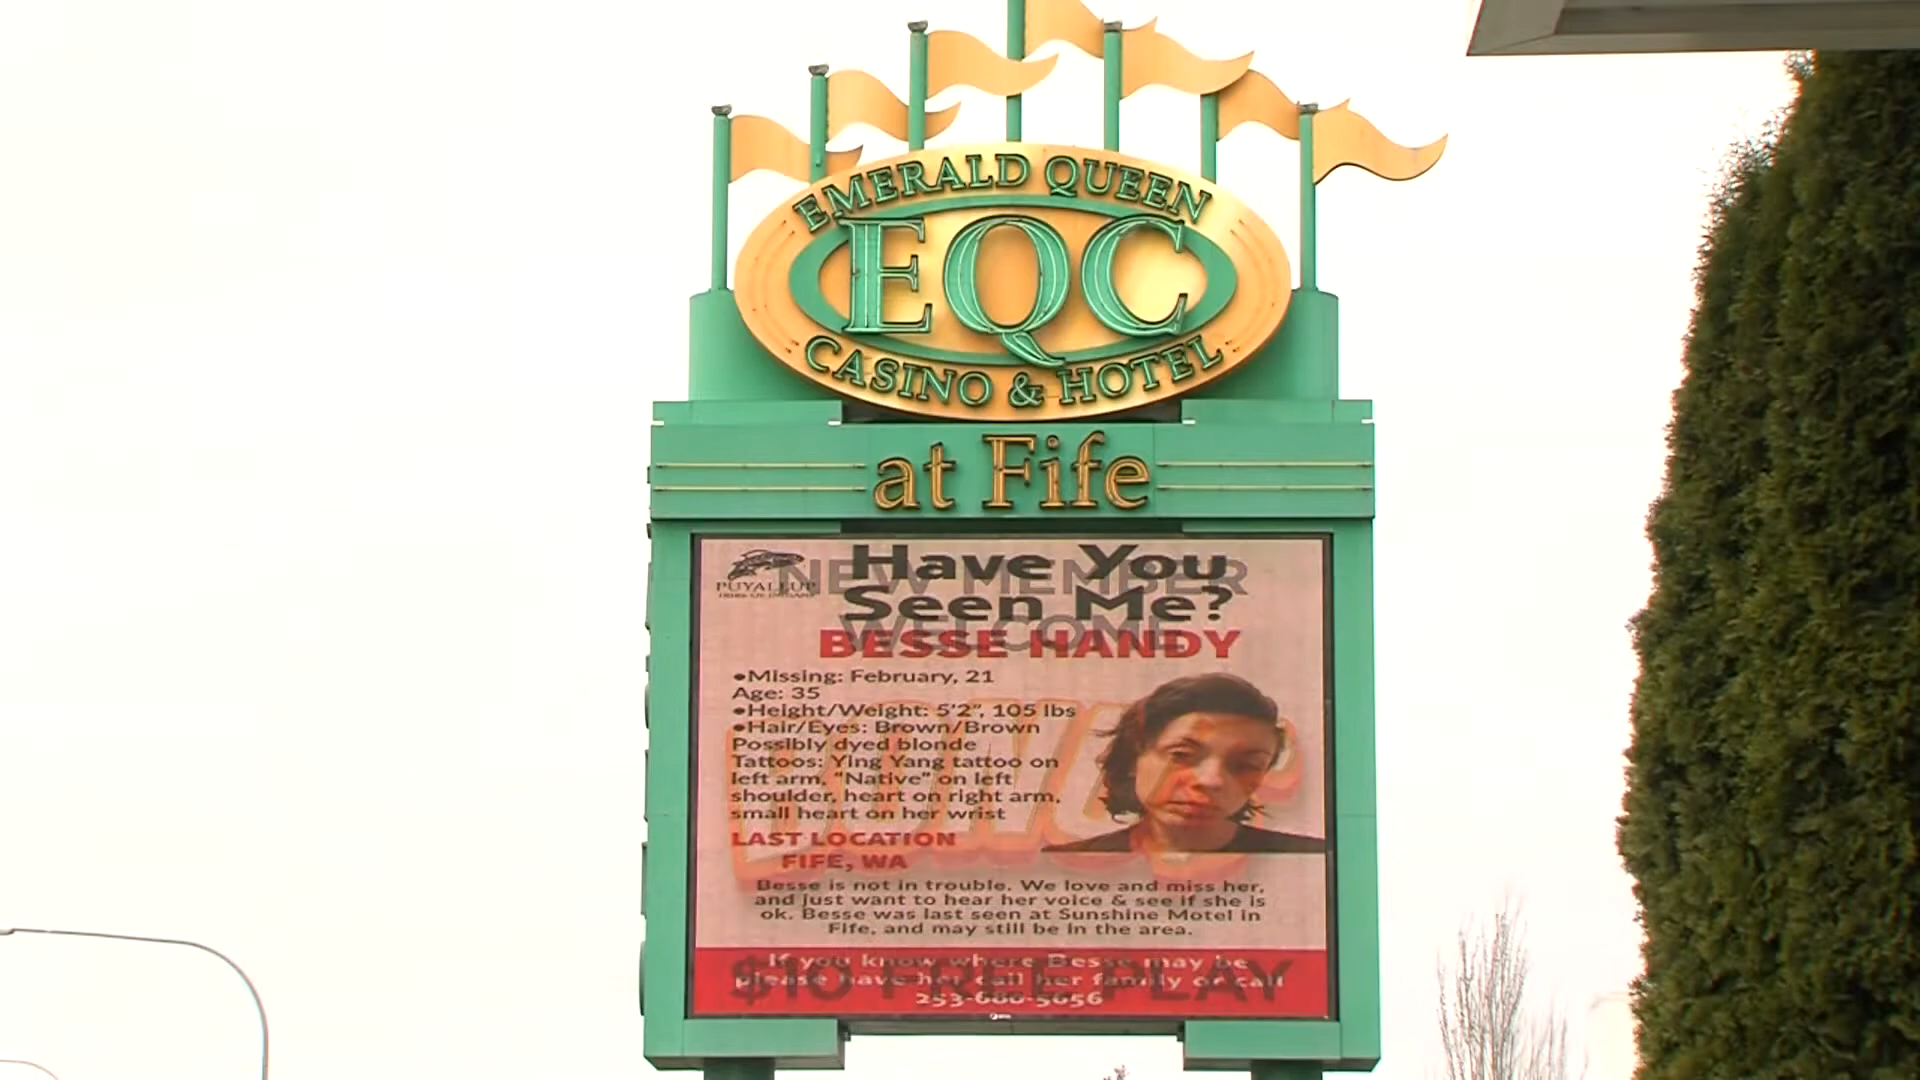 EMERALD QUEEN
EQC
CASINO & HOTEL
at Fife
PUYALLUP
Have You
NEW MEMBER
Seen Me?
WELCOME
BESSE HANDY
•Missing: February, 21
Age: 35
•Height/Weight: 5'2", 105 lbs
•Hair/Eyes: Brown/Brown
Possibly dyed blonde
Tattoos: Ying Yang tattoo on
left arm, "Native" on left
shoulder, heart on right arm,
small heart on her wrist
BONUS
LAST LOCATION
FIFE, WA
Besse is not in trouble. We love and miss her,
and just want to hear her voice & see if she is
ok. Besse was last seen at Sunshine Motel in
Fife, and may still be in the area.
If you know where Besse may be
please have her call her family or call
$10 FREE PLAY